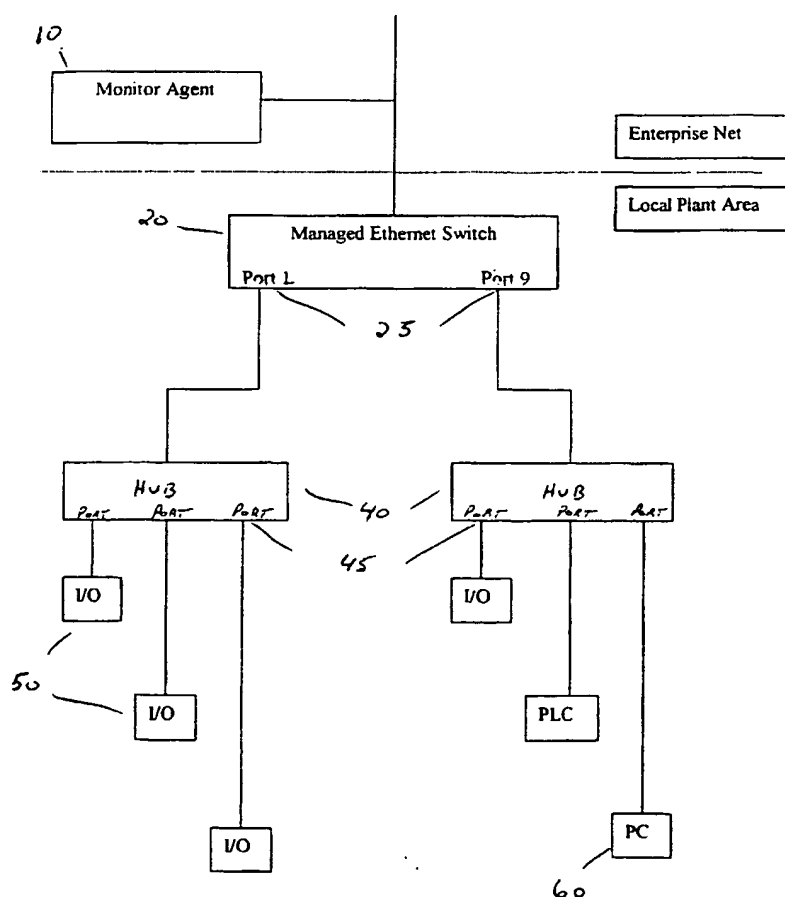 10
Monitor Agent
Enterprise Net
Local Plant Area
20
Managed Ethernet Switch
Port 1 Port 9
25
HUB HUB
40
PORT PORT PORT PORT PORT PORT
45
I/O I/O
50
I/O PLC
I/O PC
60